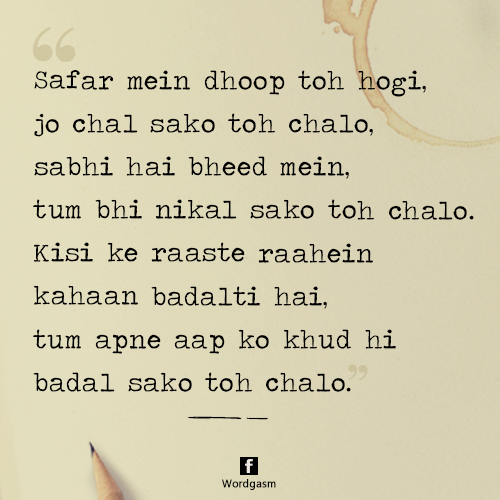 “
Safar mein dhoop toh hogi,
jo chal sako toh chalo,
sabhi hai bheed mein,
tum bhi nikal sako toh chalo.
Kisi ke raaste raahein
kahaan badalti hai,
tum apne aap ko khud hi
badal sako toh chalo.”
f
Wordgasm